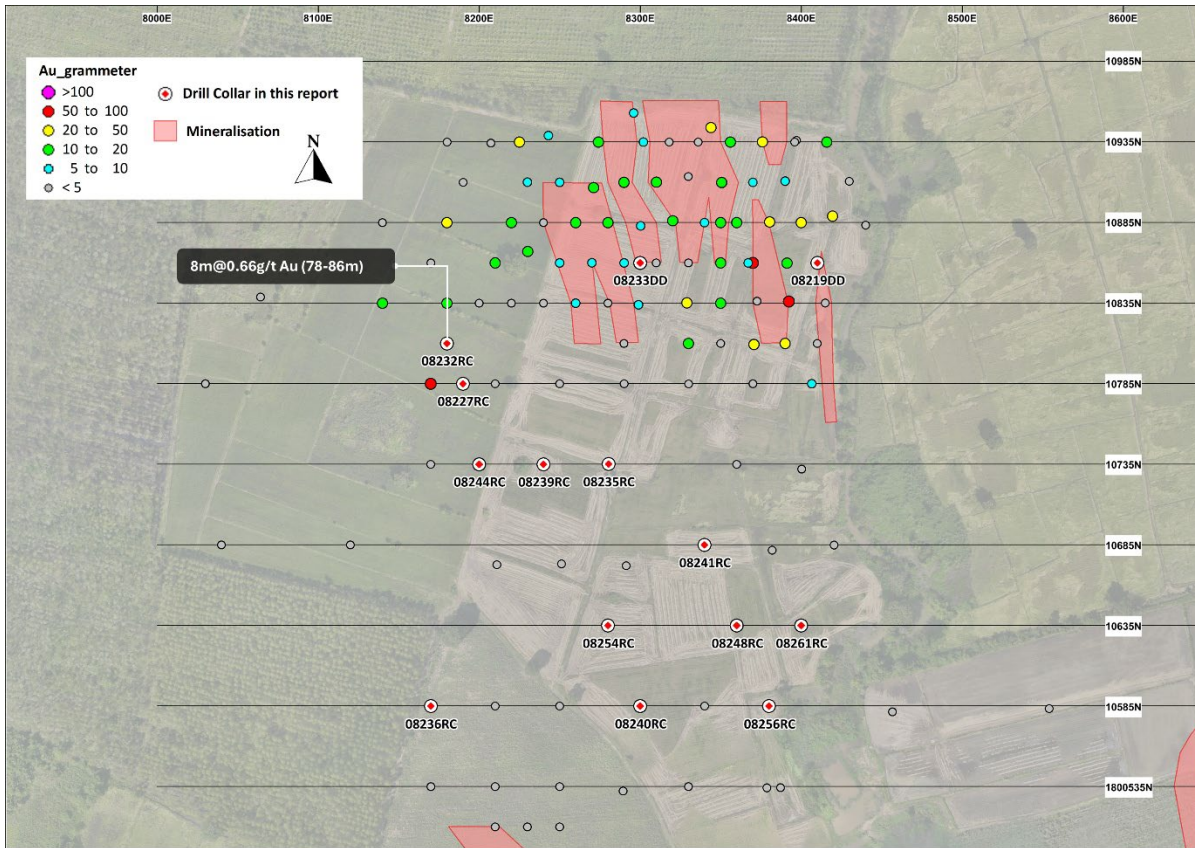 8000E 8100E 8200E 8300E 8400E 8500E 8600E
Au_grammeter
>100
50 to 100
20 to 50
10 to 20
5 to 10
< 5
Drill Collar in this report
Mineralisation
N
10985N
10935N
10885N
8m@0.66g/t Au (78-86m)
08233DD 08219DD
10835N
08232RC
10785N
08227RC
10735N
08244RC 08239RC 08235RC
10685N
08241RC
10635N
08254RC 08248RC 08261RC
10585N
08236RC 08240RC 08256RC
1800535N